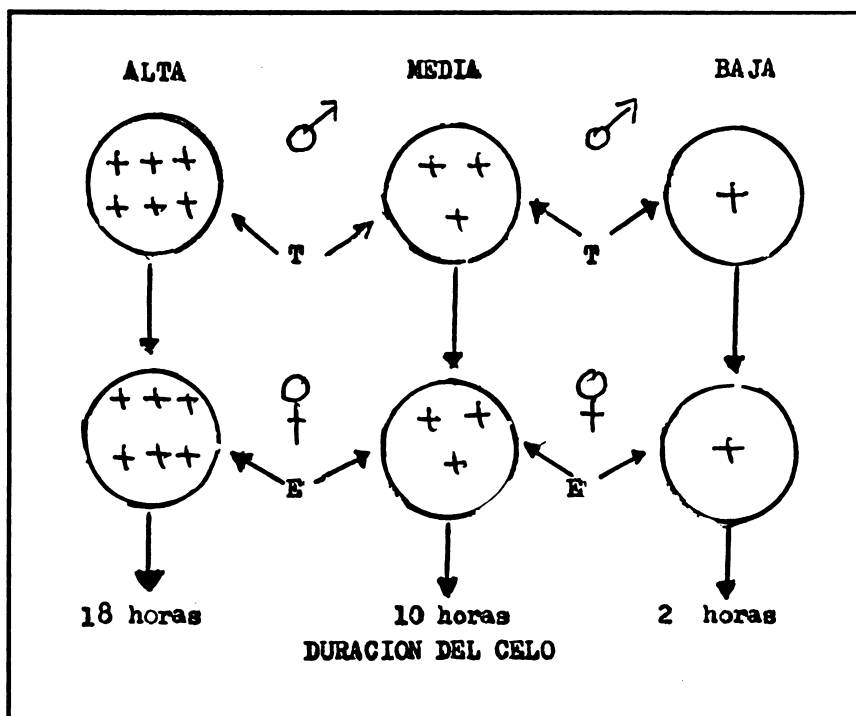 ALTA MEDIA BAJA
+ + + + + + + + + +
T T
+ + + + + + + + + +
E E
18 horas 10 horas 2 horas
DURACION DEL CELO